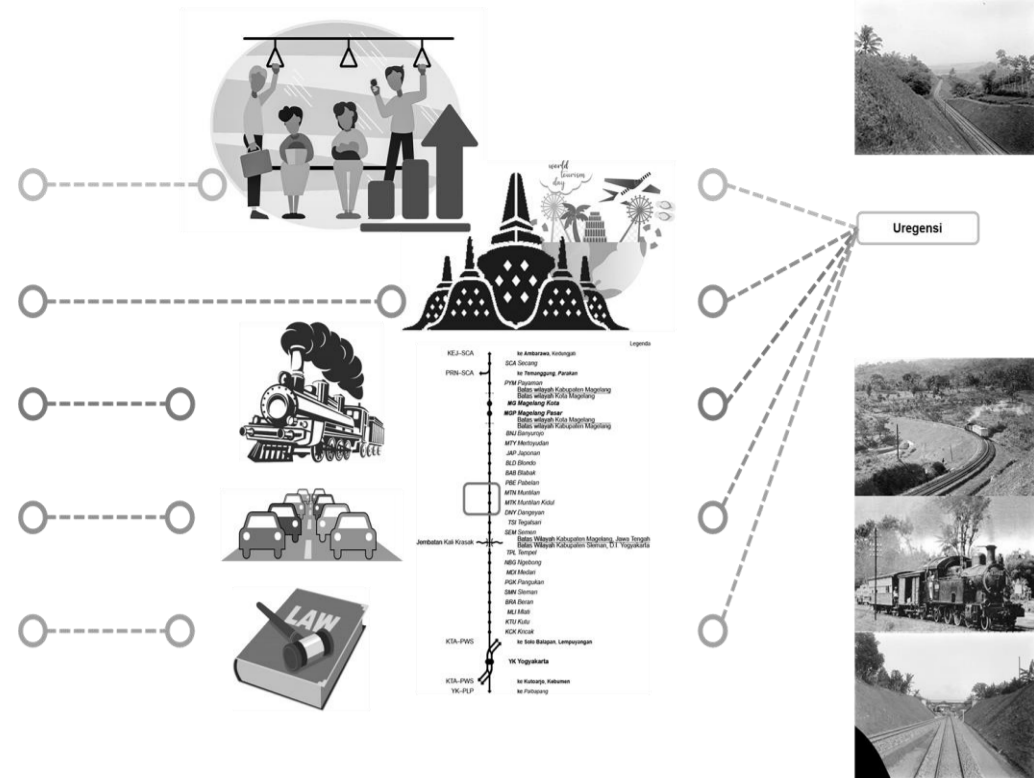 world
tourism
day
Uregensi
Legenda
KEJ–SCA
ke Ambarawa, Kedungjati
SCA Secang
PRN–SCA
ke Temanggung, Parakan
PYM Payaman
Batas wilayah Kabupaten Magelang
Batas wilayah Kota Magelang
MG Magelang Kota
MGP Magelang Pasar
Batas wilayah Kota Magelang
Batas wilayah Kabupaten Magelang
BNJ Banyuroyo
MTY Mertoyudan
JAP Japonan
BLD Blondo
BAB Blabak
PBE Pabelan
MTN Muntilan
MTK Muntilan Kidul
DNY Dangeyan
TSI Tegalsari
SEM Semen
Jembatan Kali Krasak
Batas Wilayah Kabupaten Magelang, Jawa Tengah
Batas Wilayah Kabupaten Sleman, D.I. Yogyakarta
TPL Tempel
NBG Ngebong
MDI Medari
PGK Pangukan
SMN Sleman
BRA Beran
MLI Mlati
KTU Kutu
KCK Kricak
KTA–PWS
ke Solo Balapan, Lempuyangan
YK Yogyakarta
KTA–PWS
ke Kutoarjo, Kebumen
YK–PLP
ke Palbapang
LAW